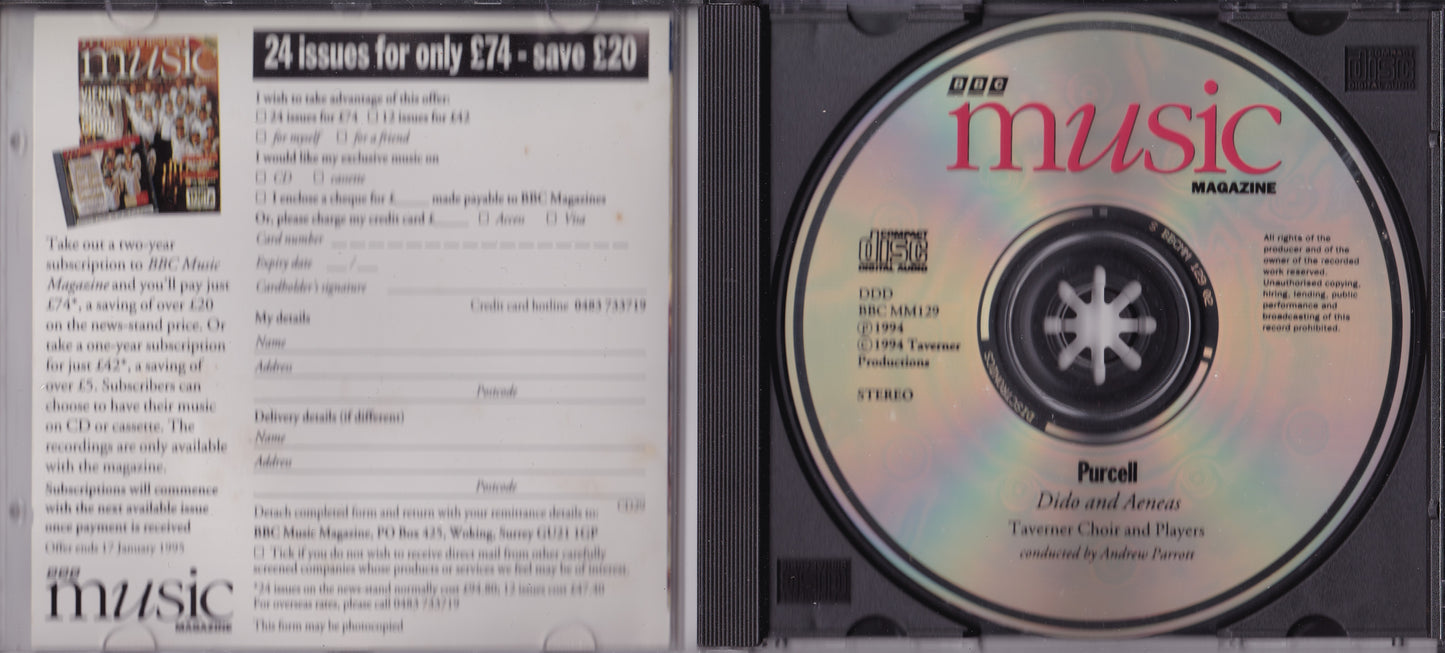 music
24 issues for only £74 - save £20
I wish to take advantage of this offer:
24 issues for £74 12 issues for £42
for myself for a friend
I would like my exclusive music on
CD cassette
I enclose a cheque for £ made payable to BBC Magazines
Or, please charge my credit card £ Access Visa
Card number
Expiry date /
Cardholder's signature
Credit card hotline 0483 733719
My details
Name
Address
Postcode
Delivery details (if different)
Name
Address
Postcode
CD29
Detach completed form and return with your remittance details to:
BBC Music Magazine, PO Box 425, Woking, Surrey GU21 1GP
Tick if you do not wish to receive direct mail from other carefully
screened companies whose products or services we feel may be of interest.
*24 issues on the news stand normally cost £94.80; 12 issues cost £47.40
For overseas rates, please call 0483 733719
This form may be photocopied
Take out a two-year
subscription to BBC Music
Magazine and you'll pay just
£74*, a saving of over £20
on the news-stand price. Or
take a one-year subscription
for just £42*, a saving of
over £5. Subscribers can
choose to have their music
on CD or cassette. The
recordings are only available
with the magazine.
Subscriptions will commence
with the next available issue
once payment is received
Offer ends 17 January 1995
BBC
music
MAGAZINE
BBC
music
MAGAZINE
COMPACT
disc
DIGITAL AUDIO
DDD
BBC MM129
℗1994
©1994 Taverner
Productions
STEREO
All rights of the
producer and of the
owner of the recorded
work reserved.
Unauthorised copying,
hiring, lending, public
performance and
broadcasting of this
record prohibited.
S BBCMM 129 02
DISCTRONICS
Purcell
Dido and Aeneas
Taverner Choir and Players
conducted by Andrew Parrott
COMPACT
disc
DIGITAL AUDIO